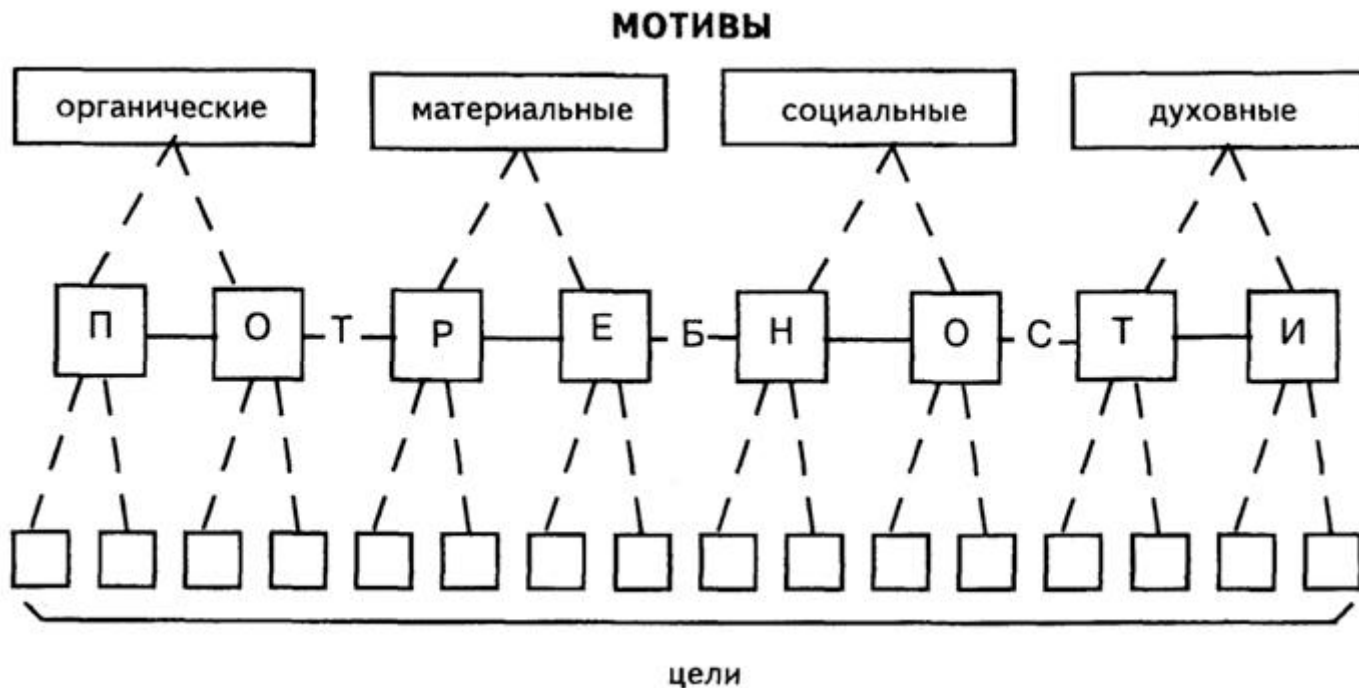 МОТИВЫ
органические материальные социальные духовные
П О Т Р Е Б Н О С Т И
цели